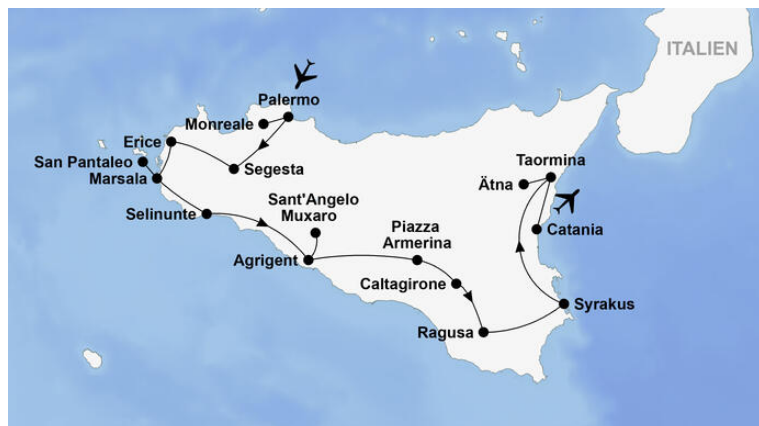 ITALIEN
Palermo
Monreale
Erice
San Pantaleo
Segesta
Marsala
Taormina
Ätna
Sant'Angelo
Muxaro
Selinunte
Piazza
Armerina
Catania
Agrigent
Caltagirone
Syrakus
Ragusa